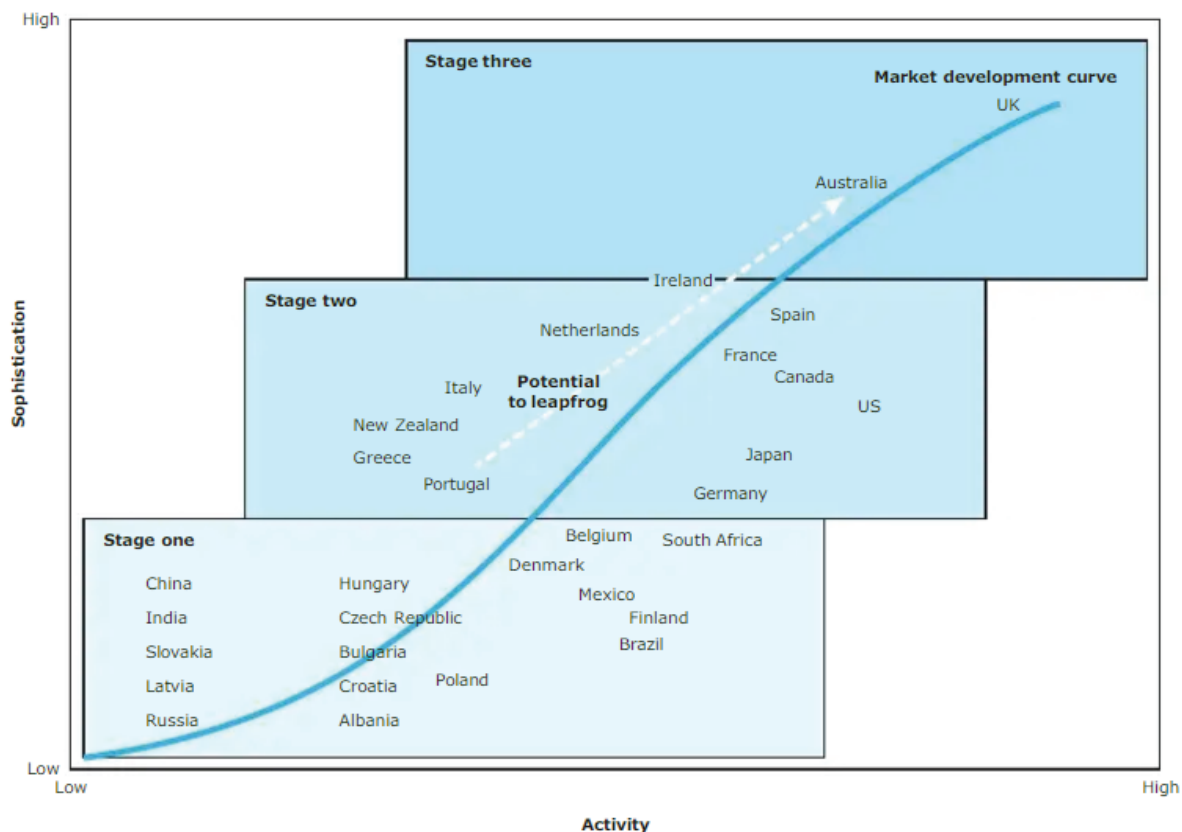 High
Stage three
Market development curve
UK
Australia
Ireland
Stage two
Spain
Netherlands
France
Canada
Italy
Potential
to leapfrog
US
New Zealand
Greece
Japan
Portugal
Germany
Sophistication
Stage one
Belgium
South Africa
Denmark
China
Hungary
Mexico
India
Czech Republic
Finland
Slovakia
Bulgaria
Brazil
Latvia
Croatia
Poland
Russia
Albania
Low
Low
High
Activity